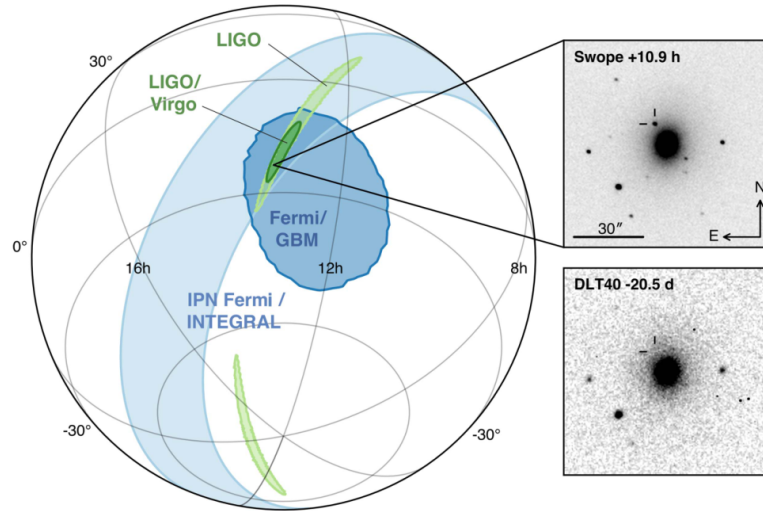 LIGO
LIGO/
Virgo
30°
Fermi/
GBM
0°
16h
12h
8h
IPN Fermi /
INTEGRAL
-30°
-30°
Swope +10.9 h
N
30"
E
DLT40 -20.5 d